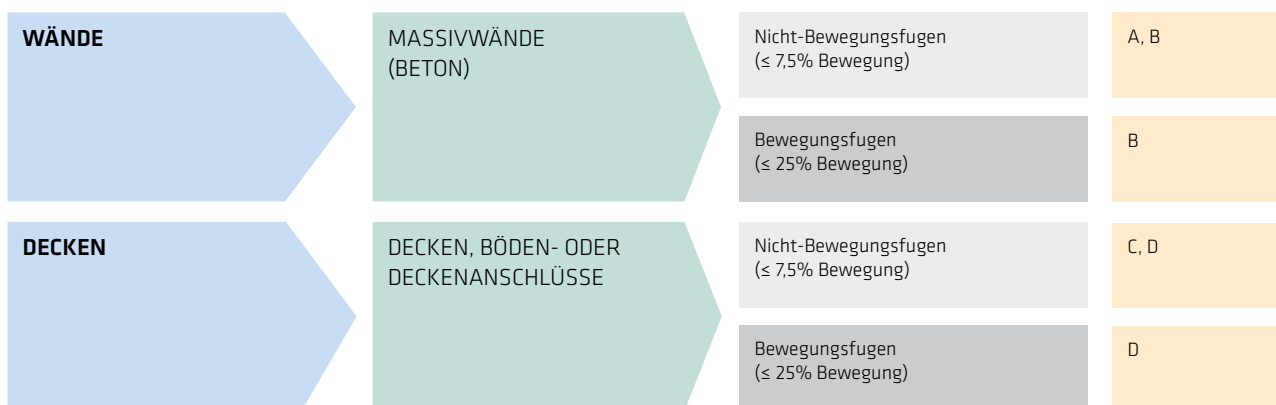 WÄNDE
MASSIVWÄNDE
(BETON)
Nicht-Bewegungsfugen
(≤ 7,5% Bewegung)
A, B
Bewegungsfugen
(≤ 25% Bewegung)
B
DECKEN
DECKEN, BÖDEN- ODER
DECKENANSCHLÜSSE
Nicht-Bewegungsfugen
(≤ 7,5% Bewegung)
C, D
Bewegungsfugen
(≤ 25% Bewegung)
D